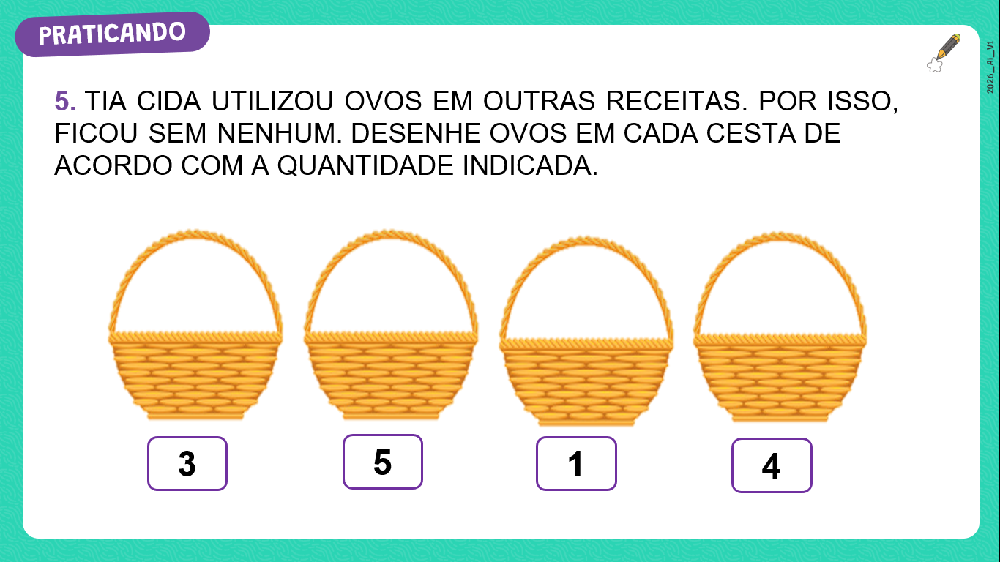 PRATICANDO
2026_AI_V1
5. TIA CIDA UTILIZOU OVOS EM OUTRAS RECEITAS. POR ISSO,
FICOU SEM NENHUM. DESENHE OVOS EM CADA CESTA DE
ACORDO COM A QUANTIDADE INDICADA.
3
5
1
4